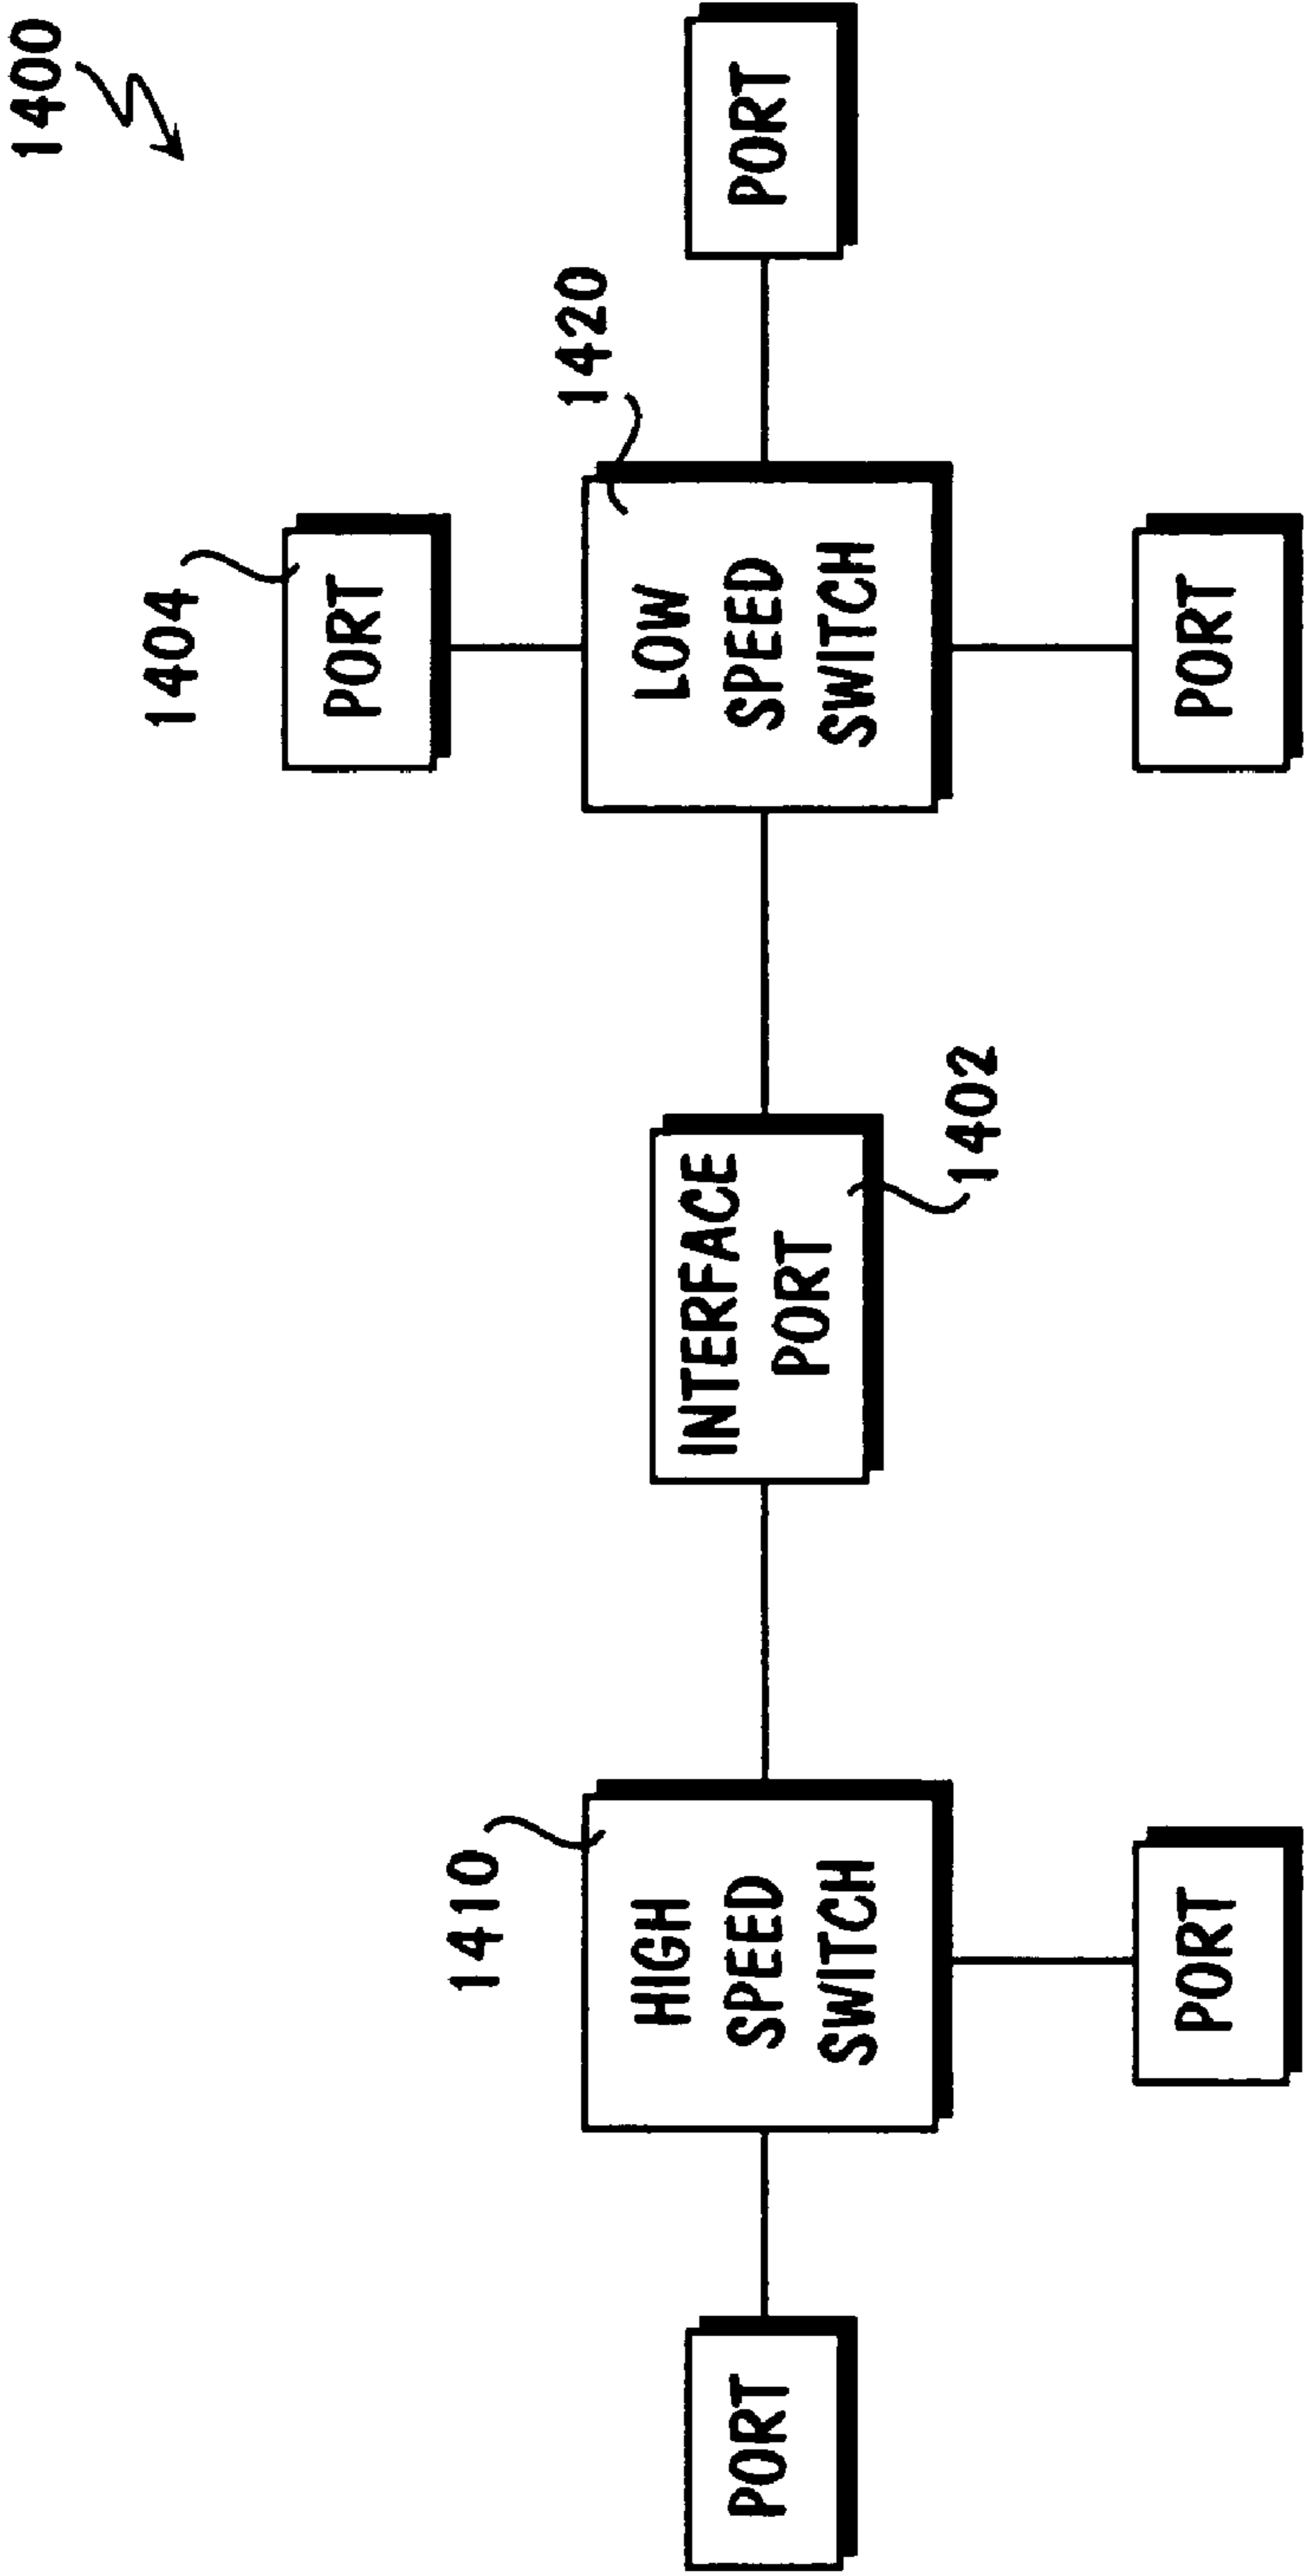 1400
1404
PORT
1410
1420
HIGH
SPEED
SWITCH
LOW
SPEED
SWITCH
INTERFACE
PORT
1402
PORT
PORT
PORT
PORT